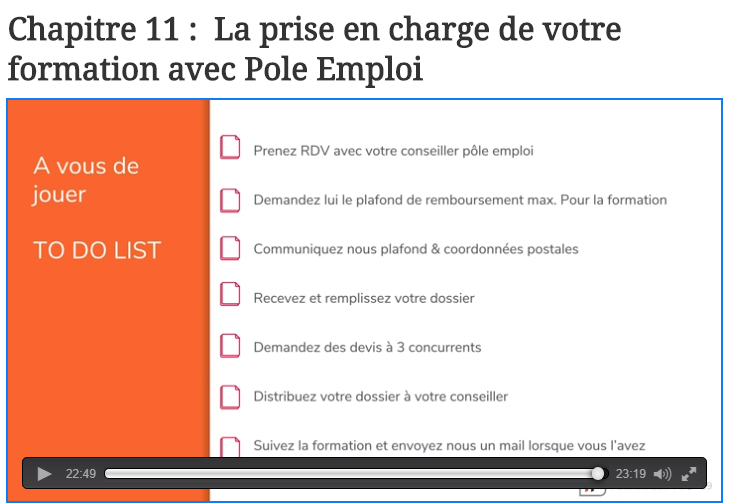 Chapitre 11 :  La prise en charge de votre
formation avec Pole Emploi
A vous de
jouer
TO DO LIST
Prenez RDV avec votre conseiller pôle emploi
Demandez lui le plafond de remboursement max. Pour la formation
Communiquez nous plafond & coordonnées postales
Recevez et remplissez votre dossier
Demandez des devis à 3 concurrents
Distribuez votre dossier à votre conseiller
Suivez la formation et envoyez nous un mail lorsque vous l'avez
22:49
23:19